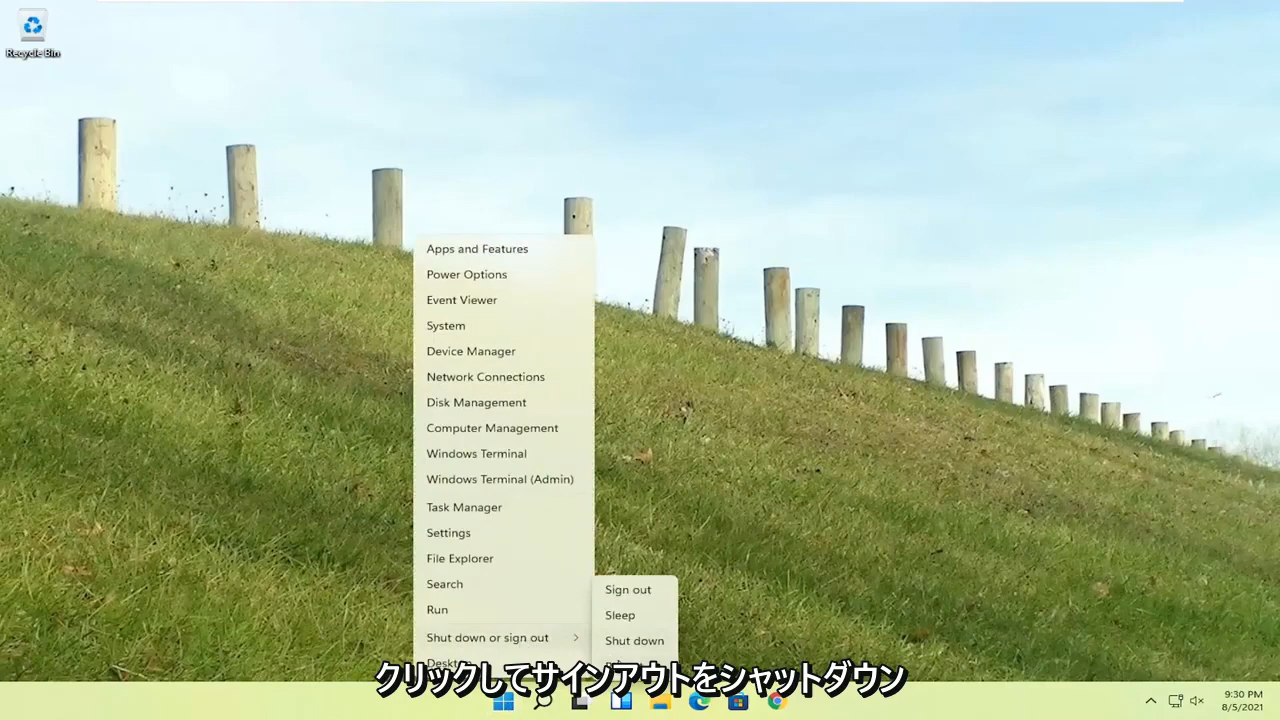 Recycle Bin
Apps and Features
Power Options
Event Viewer
System
Device Manager
Network Connections
Disk Management
Computer Management
Windows Terminal
Windows Terminal (Admin)
Task Manager
Settings
File Explorer
Search
Run
Shut down or sign out
Sign out
Sleep
Shut down
クリックしてサインアウトをシャットダウン
9:30 PM
8/5/2021